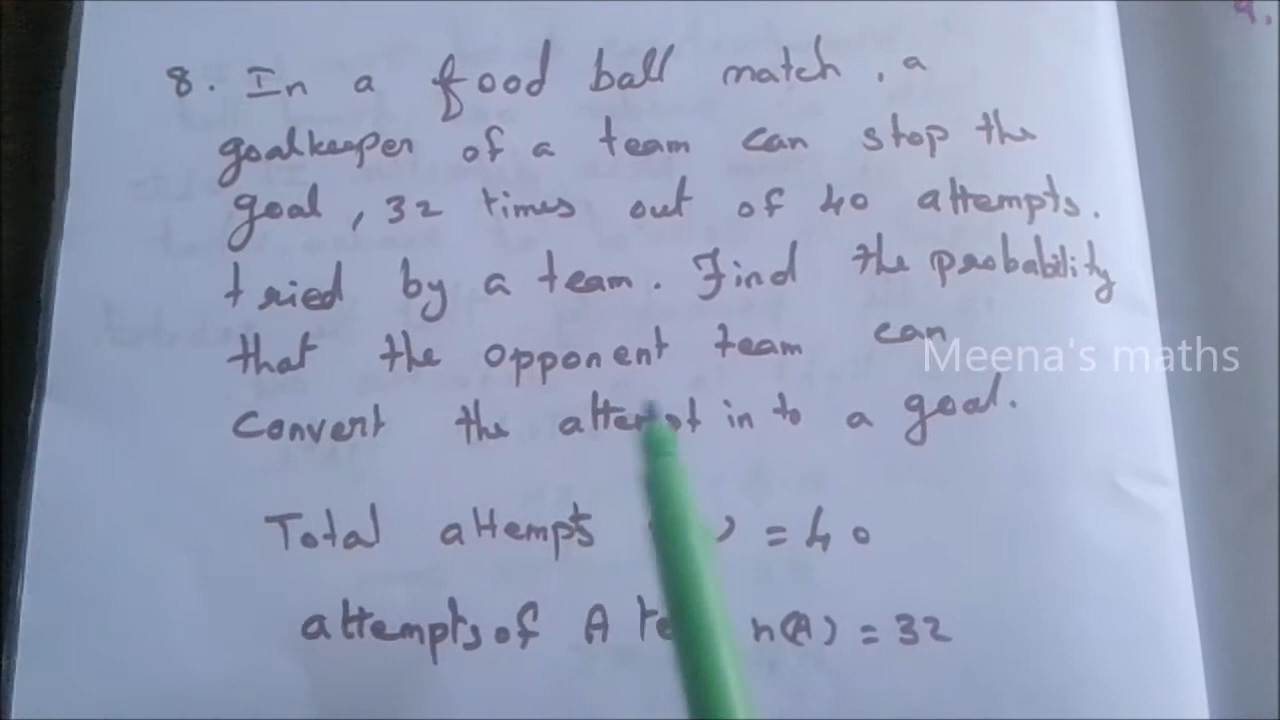 9.
8. In a food ball match, a
goalkeeper of a team can stop the
goal, 32 times out of 40 attempts.
tried by a team. Find the probability
that the opponent team can
Meena's maths
Convert the attempt in to a goal.
Total attempts ) = 40
attempts of A n(A) = 32